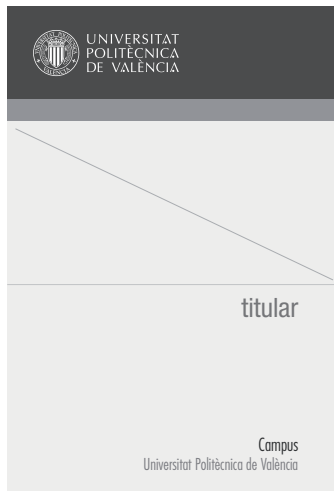 UNIVERSITAT
POLITÈCNICA
DE VALÈNCIA
titular
Campus
Universitat Politècnica de València